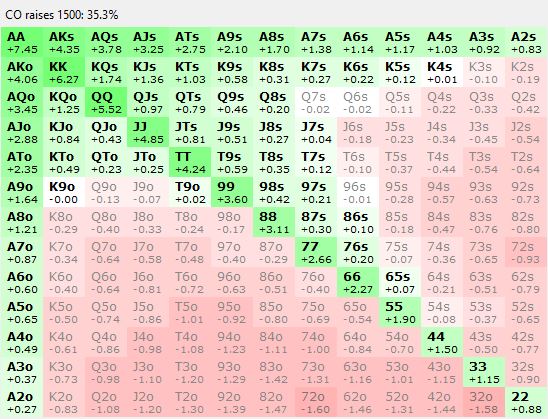 CO raises 1500: 35.3%
AA AKs AQs AJs ATs A9s A8s A7s A6s A5s A4s A3s A2s
+7.45 +4.35 +3.78 +3.25 +2.75 +2.10 +1.70 +1.38 +1.14 +1.17 +1.03 +0.92 +0.83
AKo KK KQs KJs KTs K9s K8s K7s K6s K5s K4s K3s K2s
+4.06 +6.27 +1.74 +1.36 +1.03 +0.58 +0.31 +0.27 +0.22 +0.12 +0.01 -0.10 -0.19
AQo KQo QQ QJs QTs Q9s Q8s Q7s Q6s Q5s Q4s Q3s Q2s
+3.45 +1.25 +5.52 +0.97 +0.79 +0.46 +0.20 -0.02 -0.02 -0.11 -0.22 -0.33 -0.42
AJo KJo QJo JJ JTs J9s J8s J7s J6s J5s J4s J3s J2s
+2.88 +0.84 +0.43 +4.85 +0.81 +0.51 +0.27 +0.04 -0.18 -0.23 -0.34 -0.45 -0.54
ATo KTo QTo JTo TT T9s T8s T7s T6s T5s T4s T3s T2s
+2.35 +0.49 +0.23 +0.25 +4.24 +0.59 +0.35 +0.12 -0.10 -0.37 -0.44 -0.54 -0.64
A9o K9o Q9o J9o T9o 99 98s 97s 96s 95s 94s 93s 92s
+1.64 -0.00 -0.13 -0.07 +0.02 +3.60 +0.42 +0.21 -0.01 -0.28 -0.57 -0.63 -0.73
A8o K8o Q8o J8o T8o 98o 88 87s 86s 85s 84s 83s 82s
+1.21 -0.29 -0.40 -0.33 -0.24 -0.17 +3.11 +0.30 +0.10 -0.18 -0.47 -0.76 -0.80
A7o K7o Q7o J7o T7o 97o 87o 77 76s 75s 74s 73s 72s
+0.87 -0.34 -0.64 -0.58 -0.48 -0.40 -0.29 +2.66 +0.20 -0.07 -0.36 -0.65 -0.93
A6o K6o Q6o J6o T6o 96o 86o 76o 66 65s 64s 63s 62s
+0.60 -0.40 -0.64 -0.81 -0.72 -0.63 -0.51 -0.40 +2.27 +0.07 -0.21 -0.51 -0.79
A5o K5o Q5o J5o T5o 95o 85o 75o 65o 55 54s 53s 52s
+0.65 -0.50 -0.74 -0.86 -1.01 -0.92 -0.80 -0.69 -0.54 +1.90 -0.08 -0.37 -0.65
A4o K4o Q4o J4o T4o 94o 84o 74o 64o 54o 44 43s 42s
+0.49 -0.61 -0.86 -0.98 -1.08 -1.23 -1.11 -1.00 -0.84 -0.70 +1.50 -0.50 -0.77
A3o K3o Q3o J3o T3o 93o 83o 73o 63o 53o 43o 33 32s
+0.37 -0.73 -0.98 -1.10 -1.20 -1.29 -1.42 -1.31 -1.16 -1.01 -1.15 +1.15 -0.90
A2o K2o Q2o J2o T2o 92o 82o 72o 62o 52o 42o 32o 22
+0.27 -0.83 -1.08 -1.20 -1.30 -1.39 -1.47 -1.60 -1.46 -1.31 -1.44 -1.58 +0.88